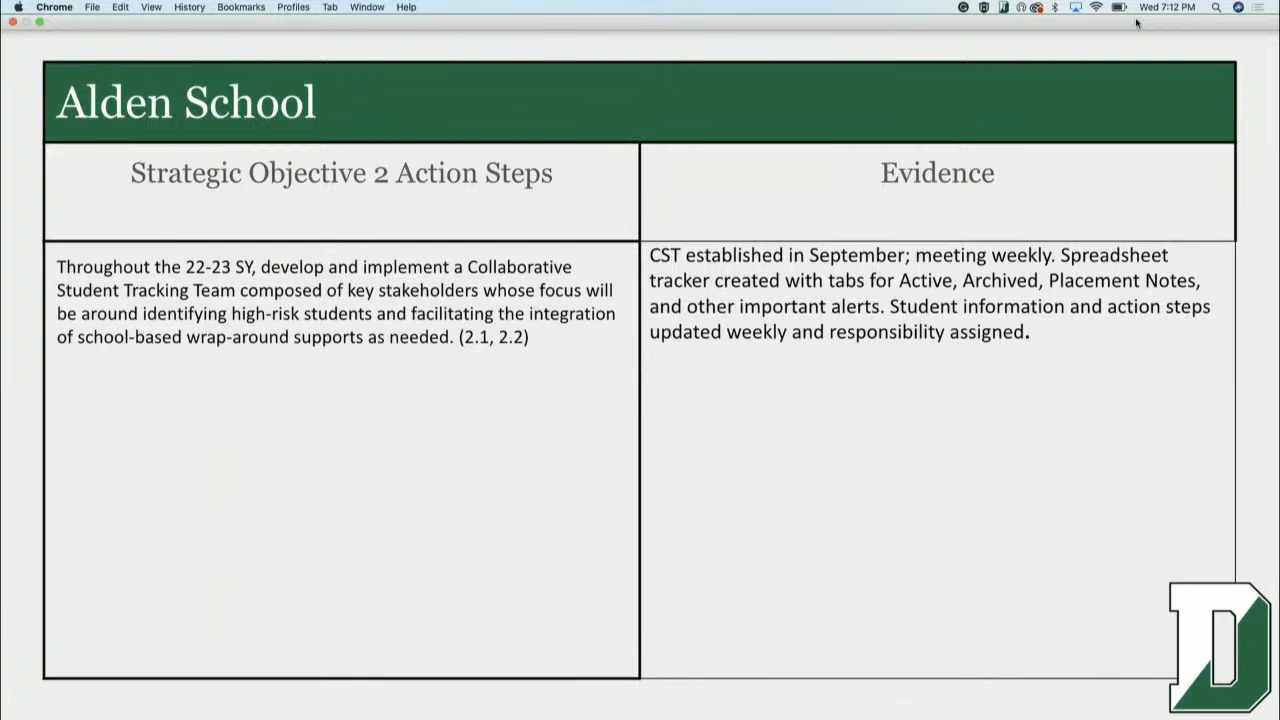 Chrome File Edit View History Bookmarks Profiles Tab Window Help Wed 7:12 PM
Alden School
Strategic Objective 2 Action Steps
Evidence
Throughout the 22-23 SY, develop and implement a Collaborative
Student Tracking Team composed of key stakeholders whose focus will
be around identifying high-risk students and facilitating the integration
of school-based wrap-around supports as needed. (2.1, 2.2)
CST established in September; meeting weekly. Spreadsheet
tracker created with tabs for Active, Archived, Placement Notes,
and other important alerts. Student information and action steps
updated weekly and responsibility assigned.
D